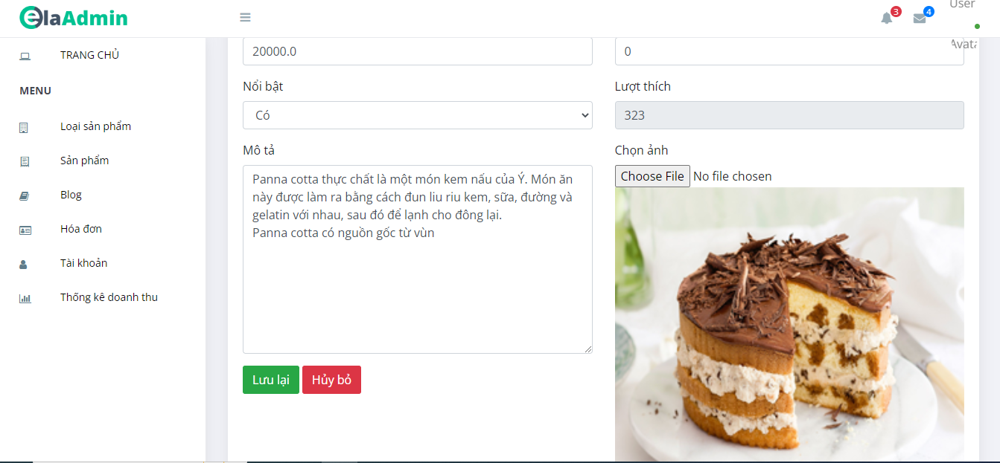 elaAdmin
3
4
User
Avata
TRANG CHỦ
MENU
Loại sản phẩm
Sản phẩm
Blog
Hóa đơn
Tài khoản
Thống kê doanh thu
20000.0
0
Nổi bật
Lượt thích
Có
323
Mô tả
Chọn ảnh
Panna cotta thực chất là một món kem nấu của Ý. Món ăn
này được làm ra bằng cách đun liu riu kem, sữa, đường và
gelatin với nhau, sau đó để lạnh cho đông lại.
Panna cotta có nguồn gốc từ vùn
Choose File No file chosen
Lưu lại
Hủy bỏ